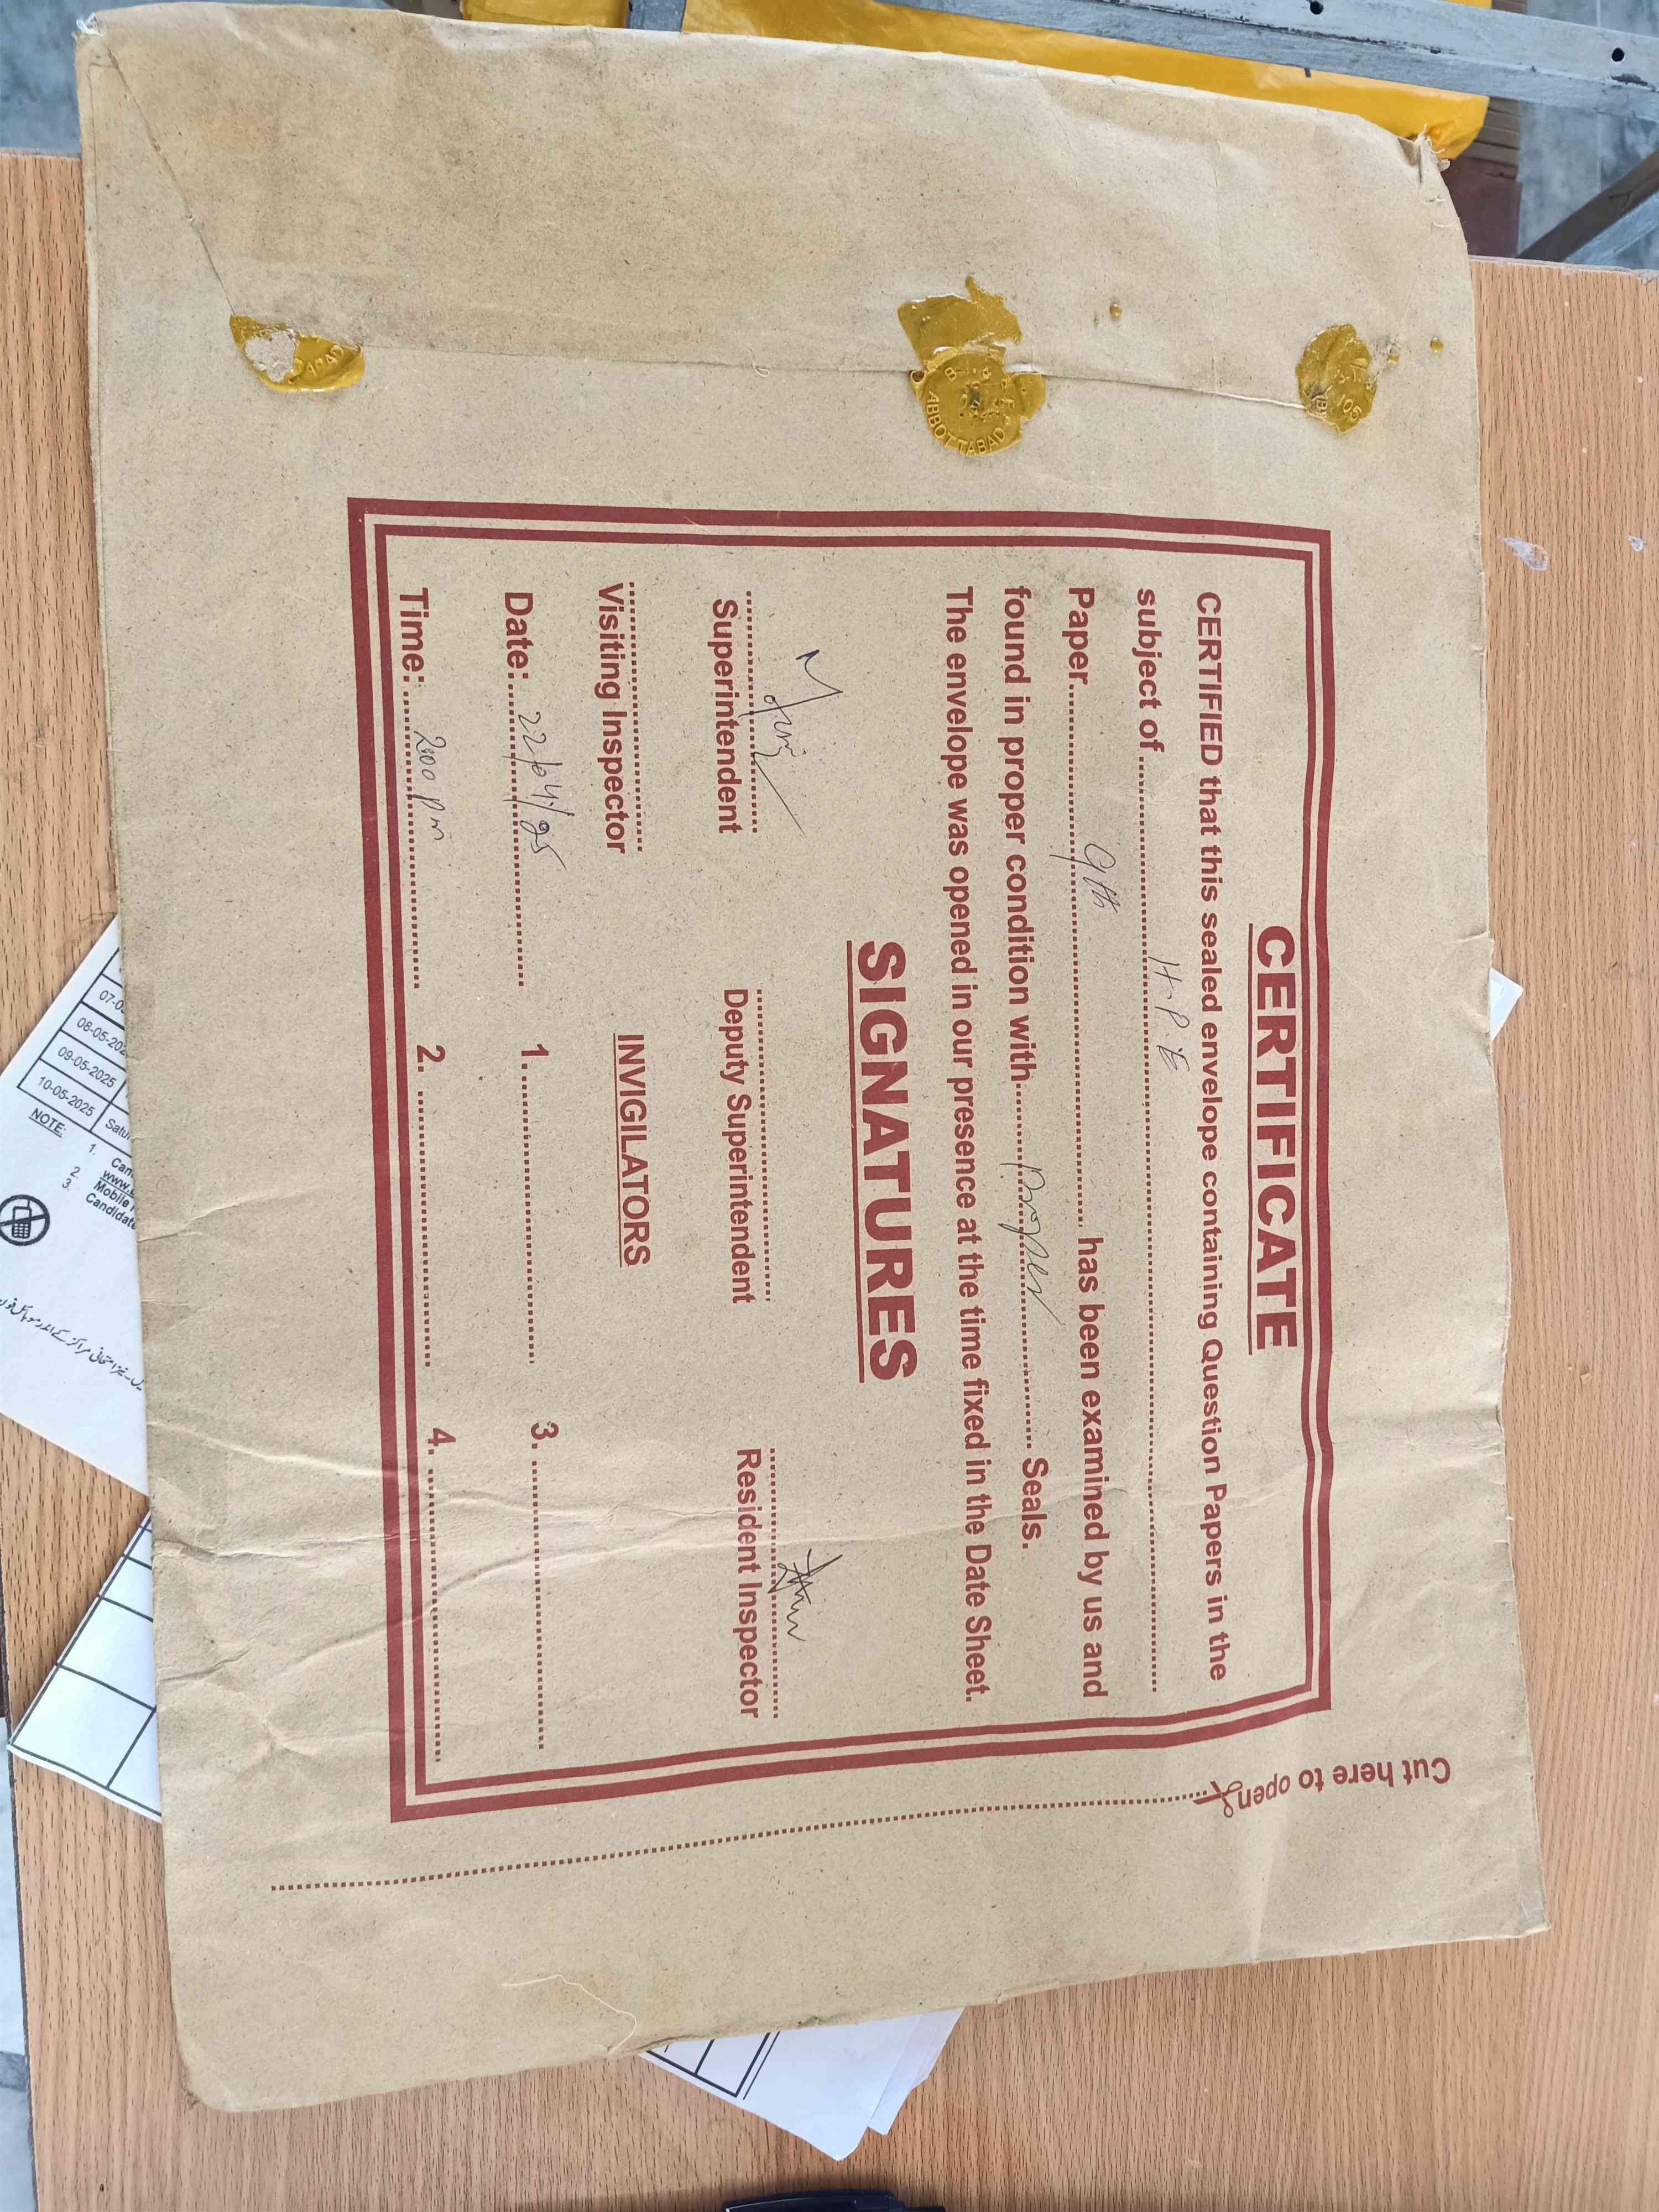 CERTIFICATE
CERTIFIED that this sealed envelope containing Question Papers in the
subject of H.P.E
Paper 9th has been examined by us and
found in proper condition with proper Seals.
The envelope was opened in our presence at the time fixed in the Date Sheet.
SIGNATURES
Superintendent
Deputy Superintendent
Resident Inspector
Visiting Inspector
INVIGILATORS
Date: 22/04/25
1.
3.
Time: 2:00 pm
2.
4.
Cut here to open
ABBOTTABAD
105
08-05-202
09-05-2025
10-05-2025
NOTE:
1.
2.
3. Candidate
Mobile